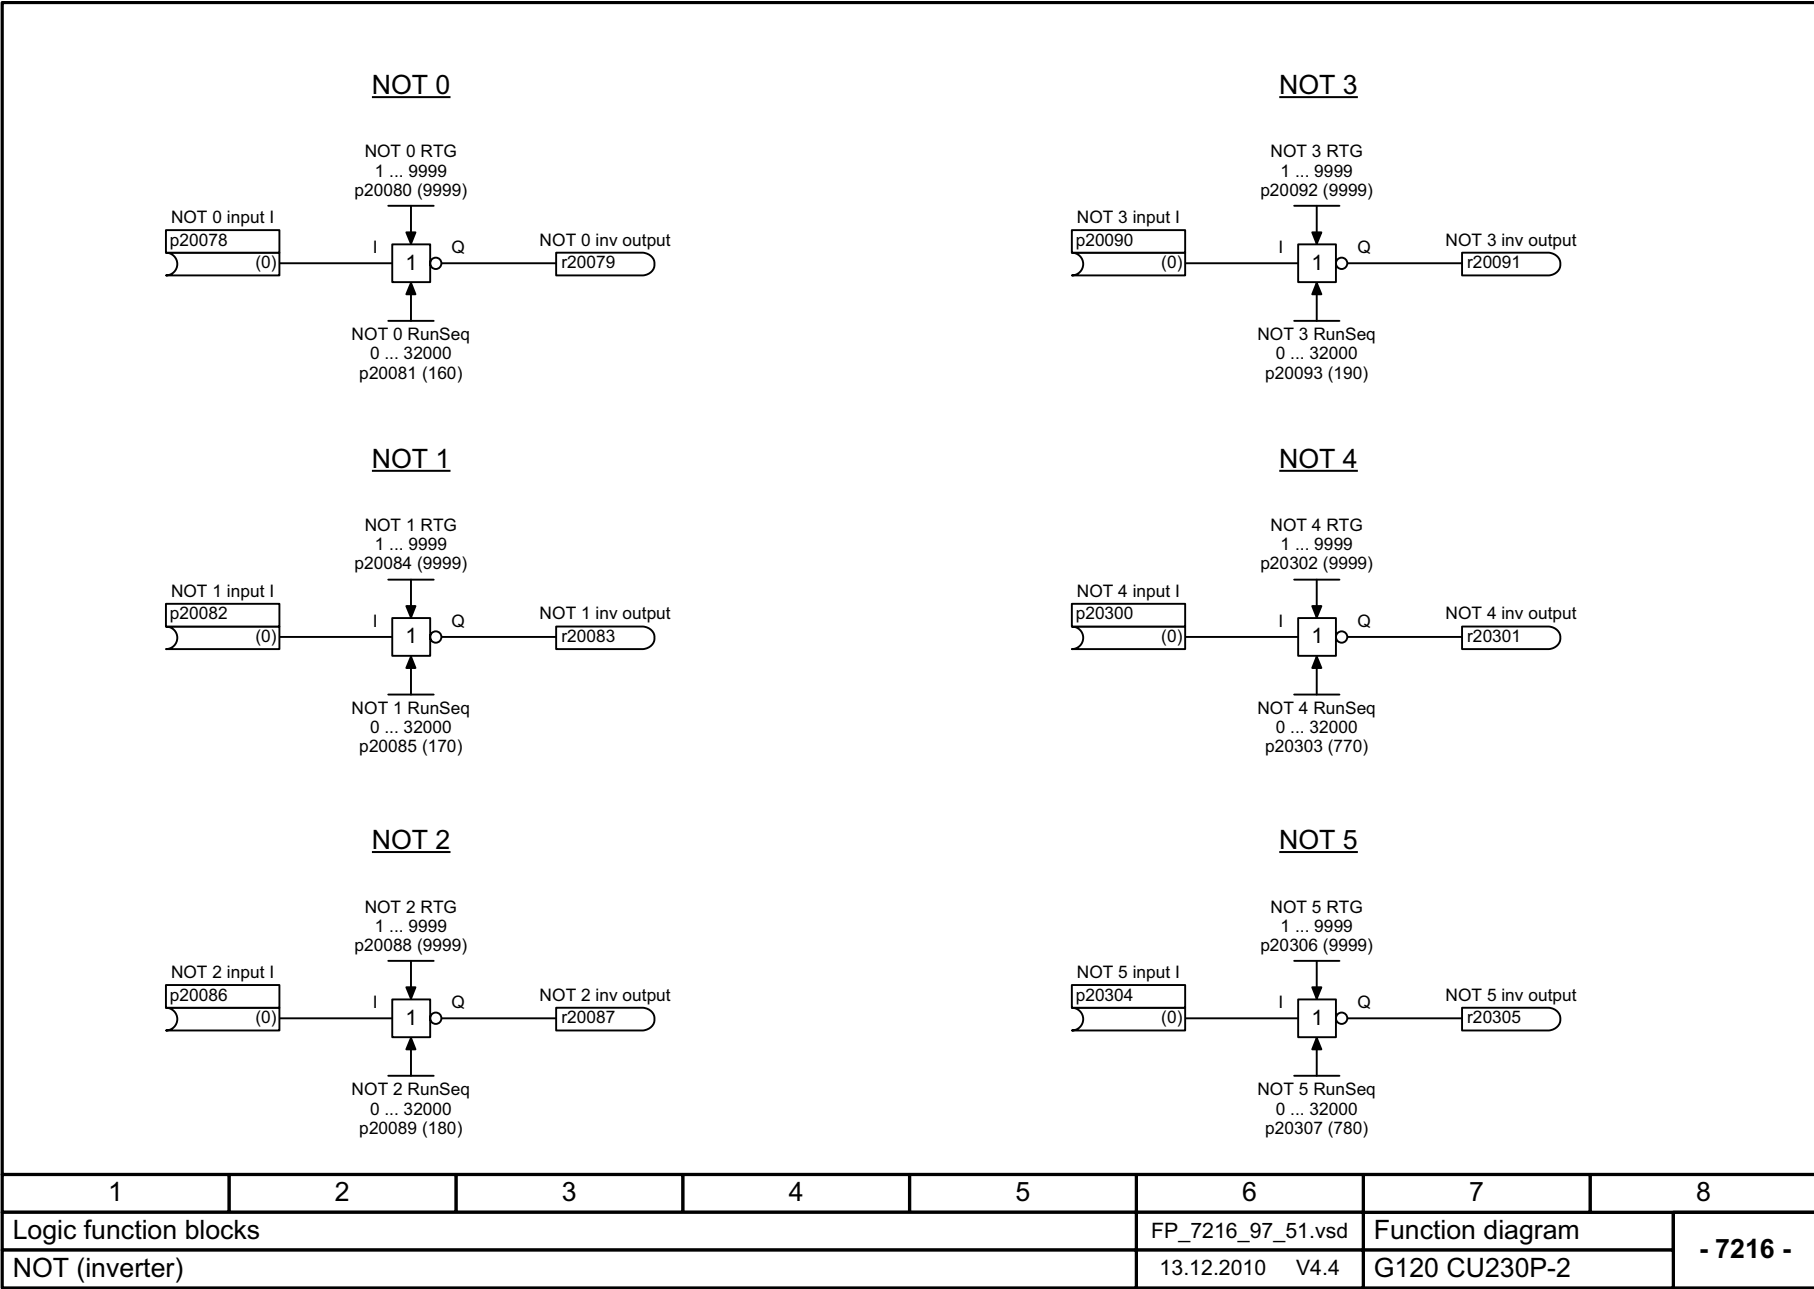 NOT 0
NOT 0 RTG
1 ... 9999
p20080 (9999)
NOT 0 input I
p20078
(0)
I
1
Q
NOT 0 inv output
r20079
NOT 0 RunSeq
0 ... 32000
p20081 (160)
NOT 1
NOT 1 RTG
1 ... 9999
p20084 (9999)
NOT 1 input I
p20082
(0)
I
1
Q
NOT 1 inv output
r20083
NOT 1 RunSeq
0 ... 32000
p20085 (170)
NOT 2
NOT 2 RTG
1 ... 9999
p20088 (9999)
NOT 2 input I
p20086
(0)
I
1
Q
NOT 2 inv output
r20087
NOT 2 RunSeq
0 ... 32000
p20089 (180)
NOT 3
NOT 3 RTG
1 ... 9999
p20092 (9999)
NOT 3 input I
p20090
(0)
I
1
Q
NOT 3 inv output
r20091
NOT 3 RunSeq
0 ... 32000
p20093 (190)
NOT 4
NOT 4 RTG
1 ... 9999
p20302 (9999)
NOT 4 input I
p20300
(0)
I
1
Q
NOT 4 inv output
r20301
NOT 4 RunSeq
0 ... 32000
p20303 (770)
NOT 5
NOT 5 RTG
1 ... 9999
p20306 (9999)
NOT 5 input I
p20304
(0)
I
1
Q
NOT 5 inv output
r20305
NOT 5 RunSeq
0 ... 32000
p20307 (780)
1 2 3 4 5 6 7 8
Logic function blocks
FP_7216_97_51.vsd
Function diagram
- 7216 -
NOT (inverter)
13.12.2010 V4.4
G120 CU230P-2